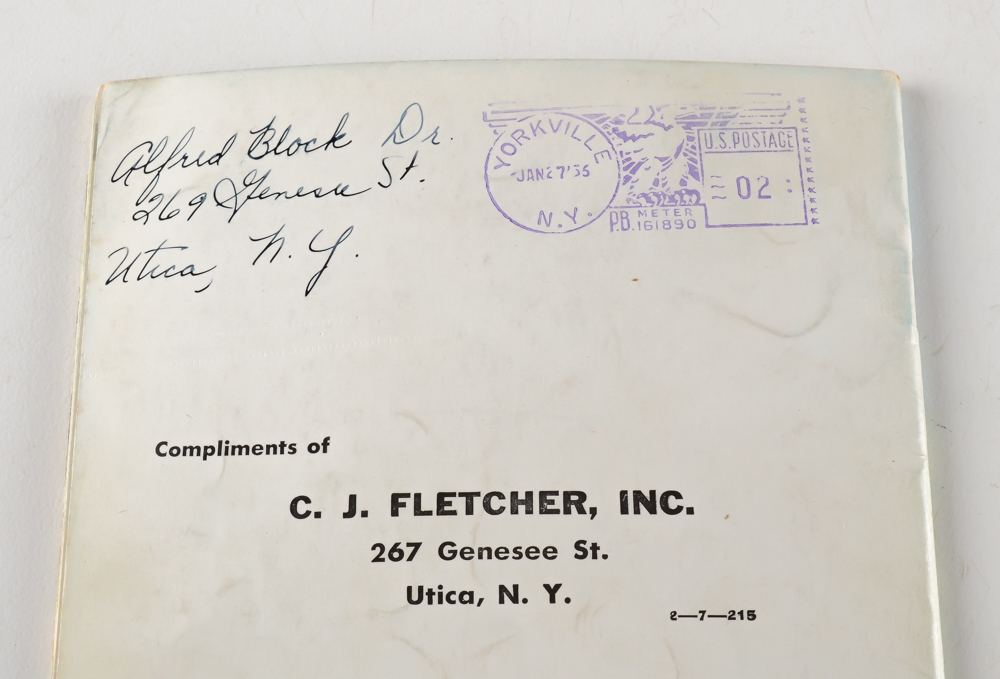 Alfred Block Dr.
269 Genesee St.
Utica, N. Y.
YORKVILLE
JAN 27 '55
N.Y.
U.S. POSTAGE
02
P.B. METER
161890
Compliments of
C. J. FLETCHER, INC.
267 Genesee St.
Utica, N. Y.
2—7—215